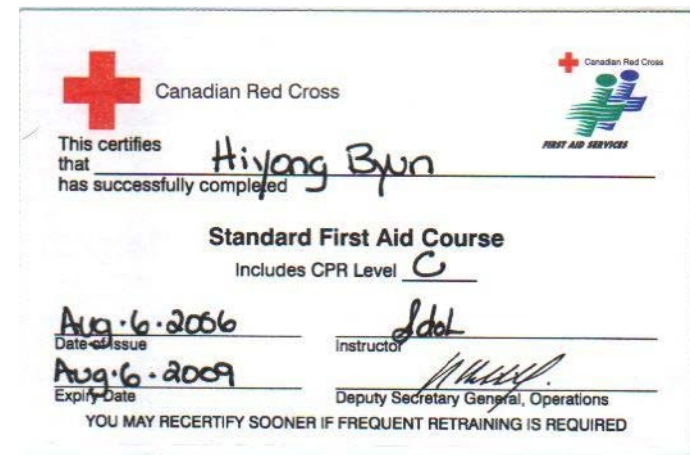 Canadian Red Cross
Canadian Red Cross
FIRST AID SERVICES
This certifies
that Hiyong Byun
has successfully completed
Standard First Aid Course
Includes CPR Level C
Aug. 6. 2006
Date of Issue
Instructor
Aug. 6. 2009
Expiry Date
Deputy Secretary General, Operations
YOU MAY RECERTIFY SOONER IF FREQUENT RETRAINING IS REQUIRED